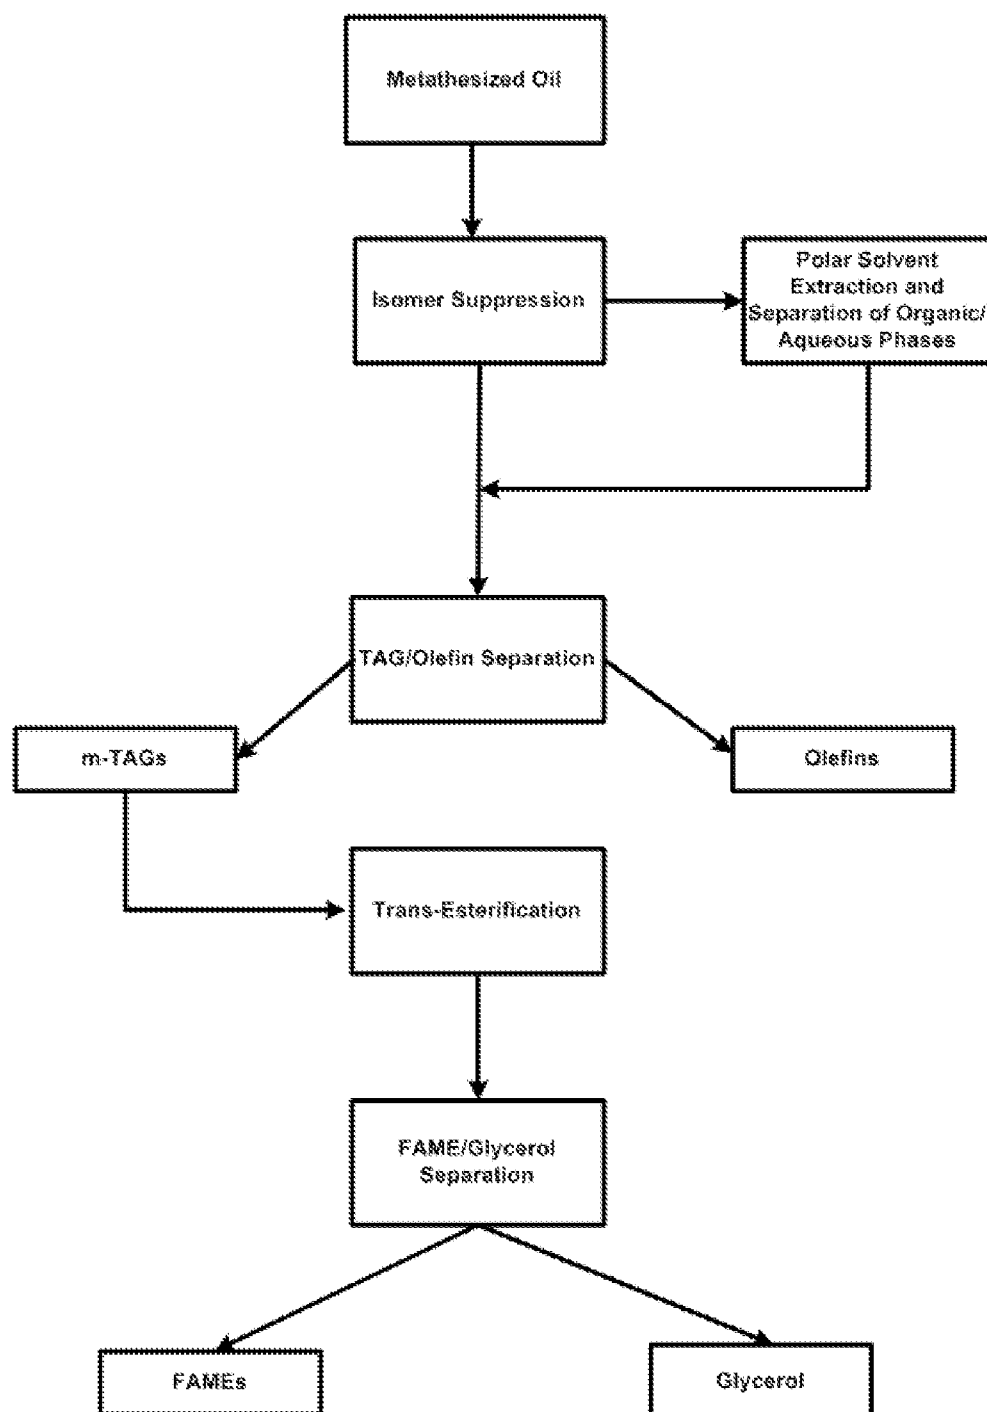 Metathesized Oil
Isomer Suppression
Polar Solvent
Extraction and
Separation of Organic/
Aqueous Phases
TAG/Olefin Separation
m-TAGs
Olefins
Trans-Esterification
FAME/Glycerol
Separation
FAMEs
Glycerol